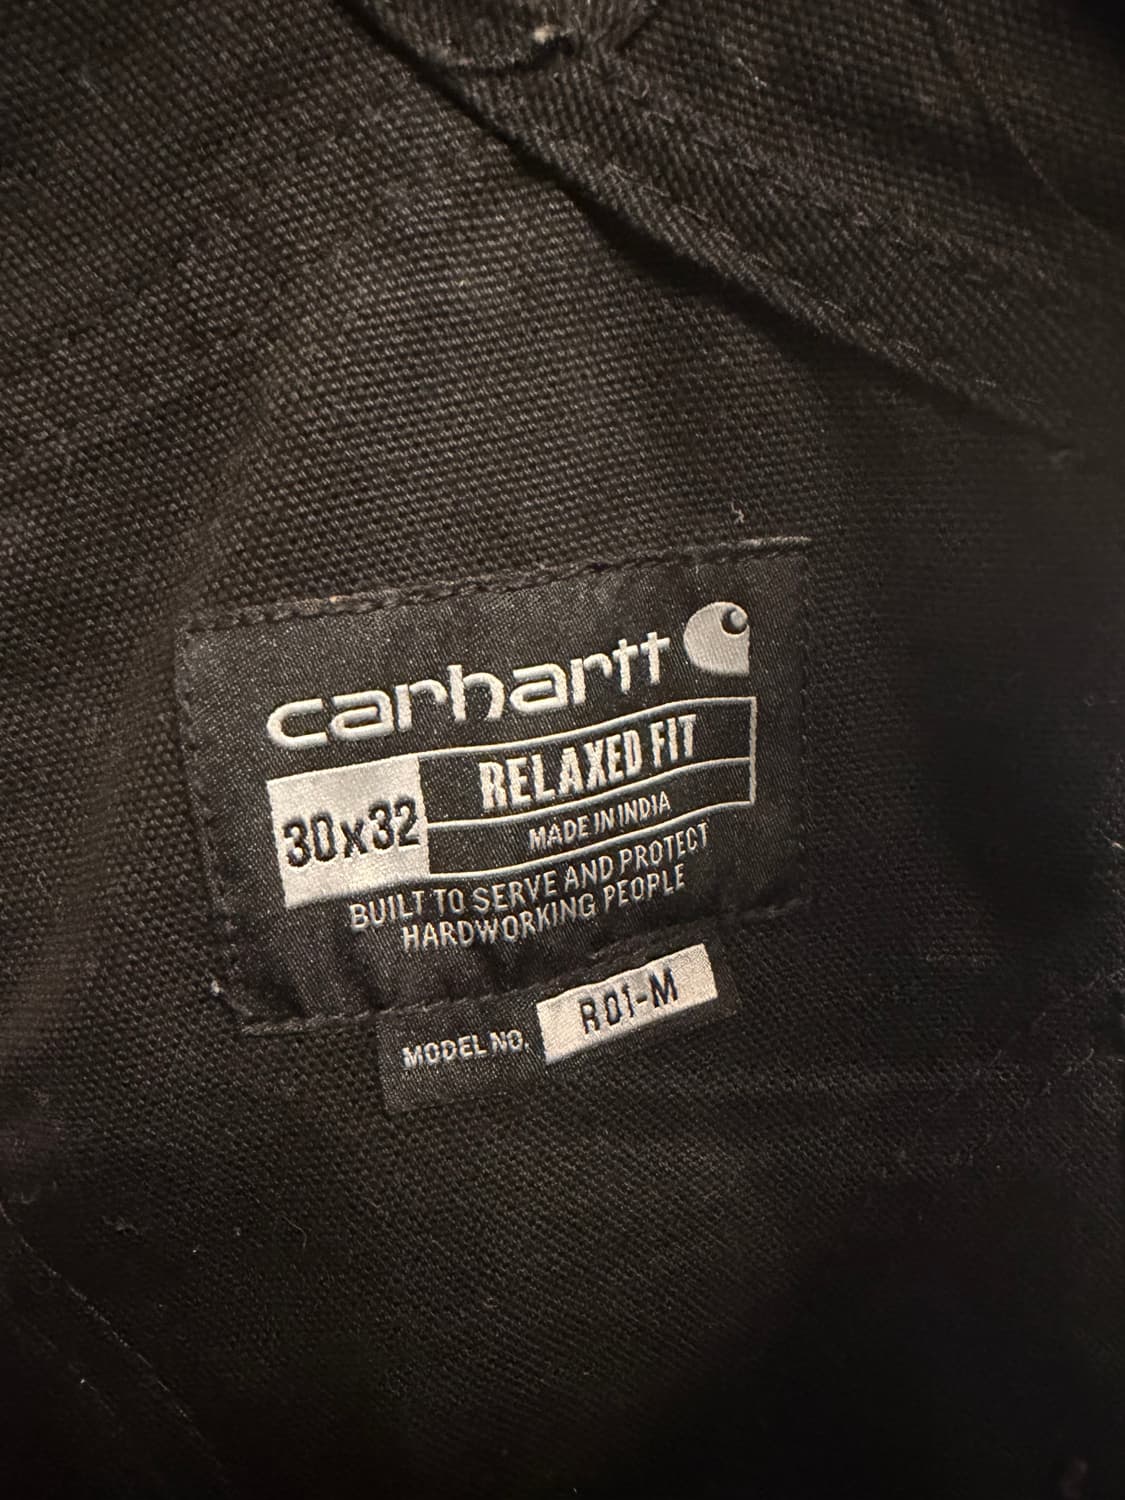 carhartt
30x32
RELAXED FIT
MADE IN INDIA
BUILT TO SERVE AND PROTECT
HARDWORKING PEOPLE
MODEL NO. R01-M